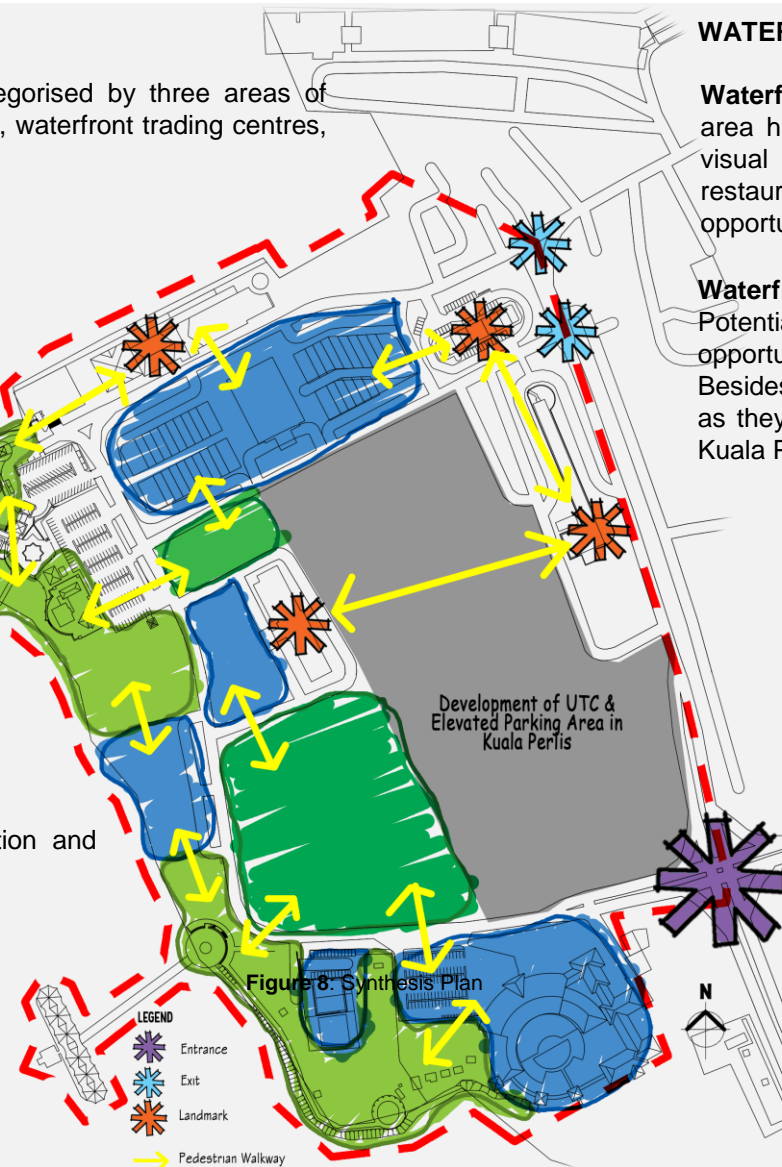 egorised by three areas of
, waterfront trading centres,
tion and
WATER
Waterf
area h
visual
restaur
opportu
Waterf
Potentia
opportu
Besides
as they
Kuala P
Development of UTC &
Elevated Parking Area in
Kuala Perlis
Figure 8: Synthesis Plan
N
LEGEND
Entrance
Exit
Landmark
Pedestrian Walkway